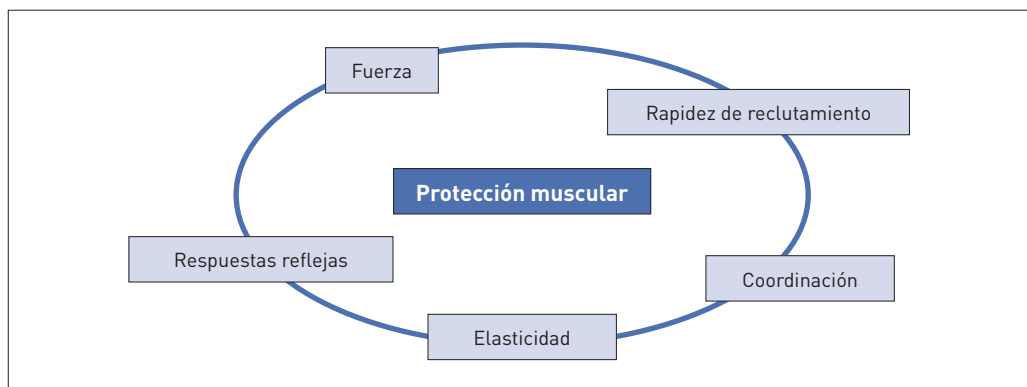 Fuerza
Rapidez de reclutamiento
Protección muscular
Respuestas reflejas
Coordinación
Elasticidad